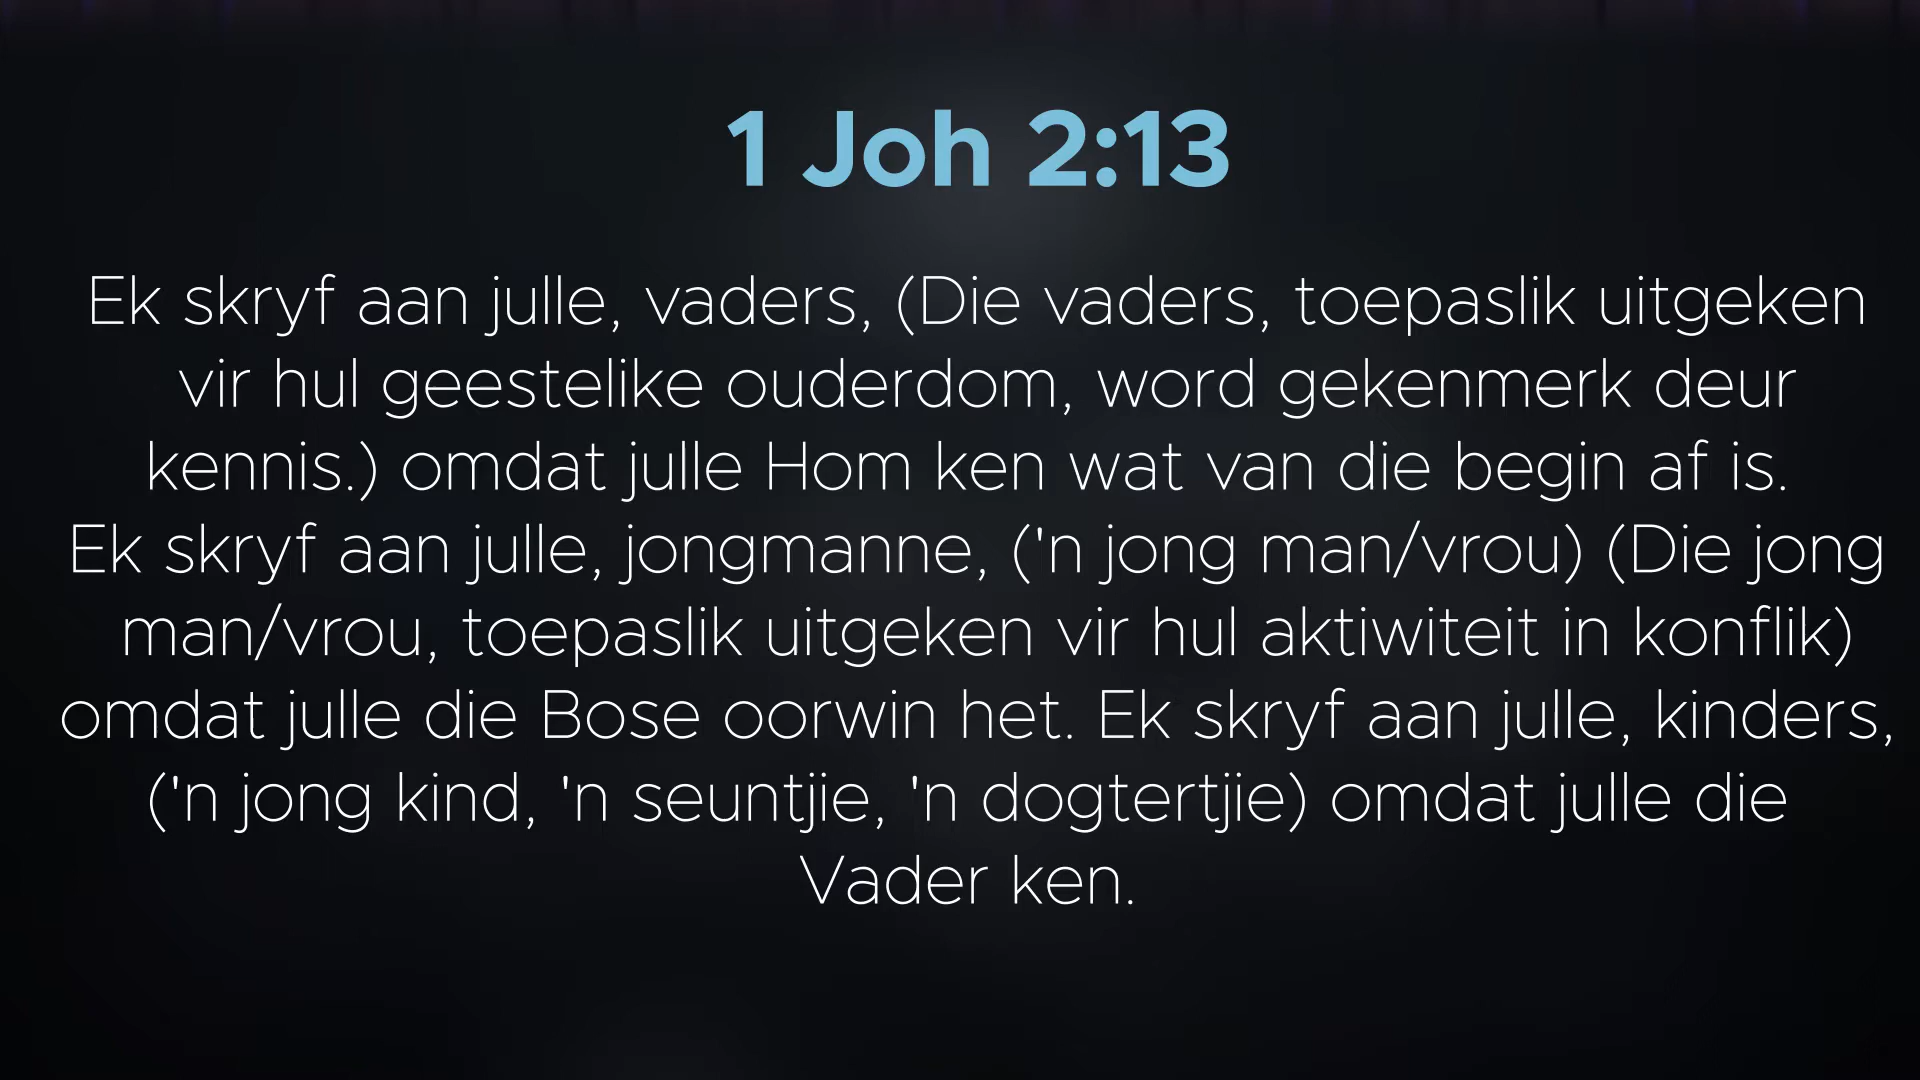 1 Joh 2:13
Ek skryf aan julle, vaders, (Die vaders, toepaslik uitgeken
vir hul geestelike ouderdom, word gekenmerk deur
kennis.) omdat julle Hom ken wat van die begin af is.
Ek skryf aan julle, jongmanne, ('n jong man/vrou) (Die jong
man/vrou, toepaslik uitgeken vir hul aktiwiteit in konflik)
omdat julle die Bose oorwin het. Ek skryf aan julle, kinders,
('n jong kind, 'n seuntjie, 'n dogtertjie) omdat julle die
Vader ken.